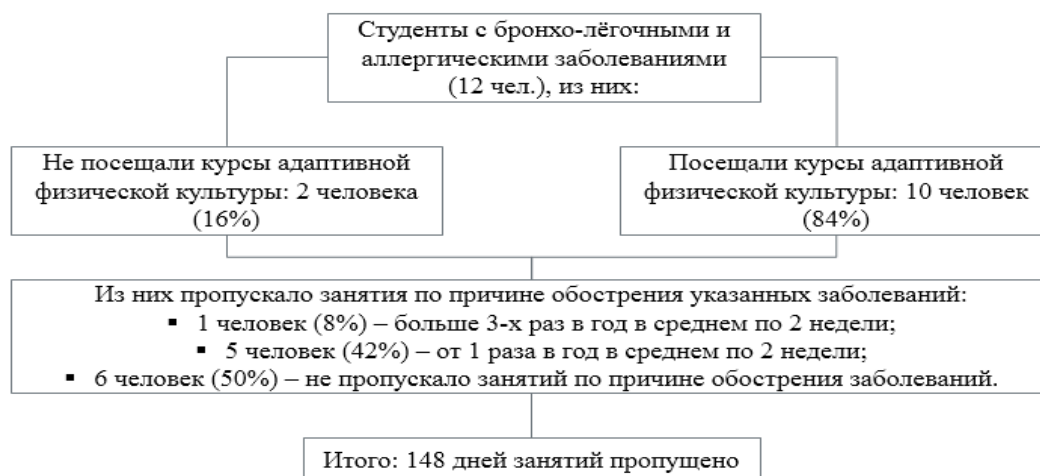 Студенты с бронхо-лёгочными и
аллергическими заболеваниями
(12 чел.), из них:
Не посещали курсы адаптивной
физической культуры: 2 человека
(16%)
Посещали курсы адаптивной
физической культуры: 10 человек
(84%)
Из них пропускало занятия по причине обострения указанных заболеваний:
▪ 1 человек (8%) – больше 3-х раз в год в среднем по 2 недели;
▪ 5 человек (42%) – от 1 раза в год в среднем по 2 недели;
▪ 6 человек (50%) – не пропускало занятий по причине обострения заболеваний.
Итого: 148 дней занятий пропущено